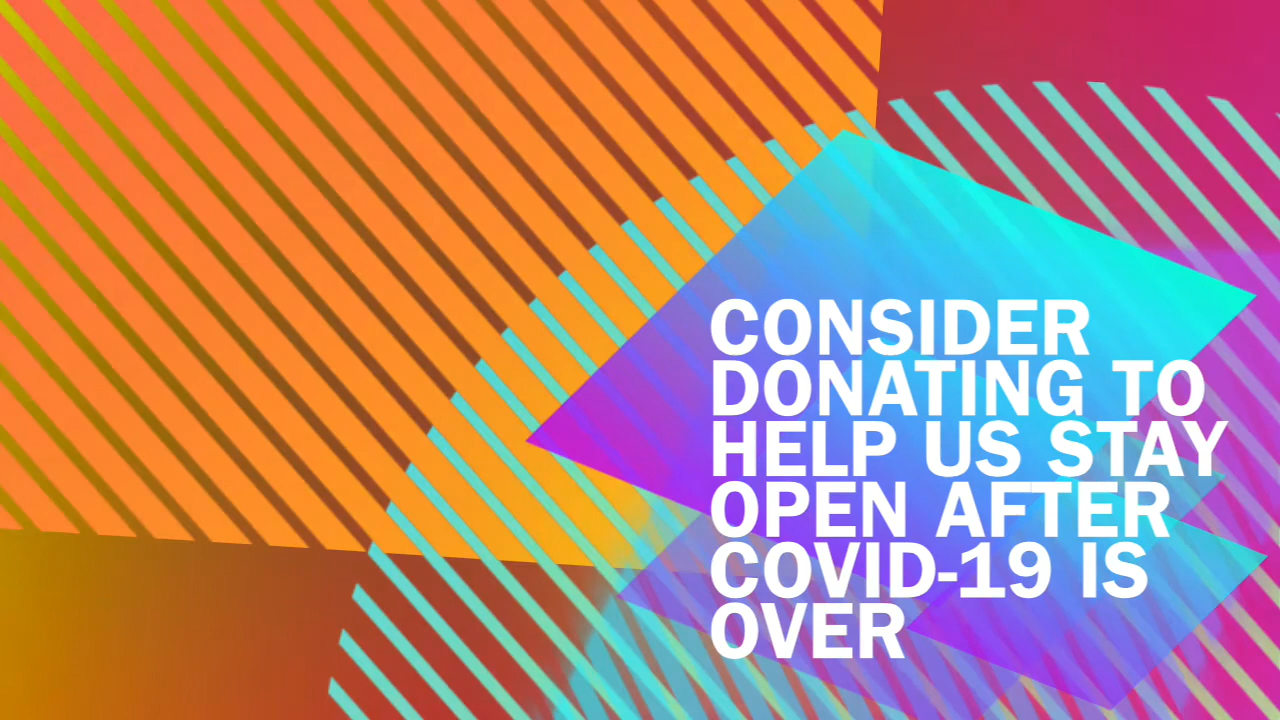 CONSIDER
DONATING TO
HELP US STAY
OPEN AFTER
COVID-19 IS
OVER